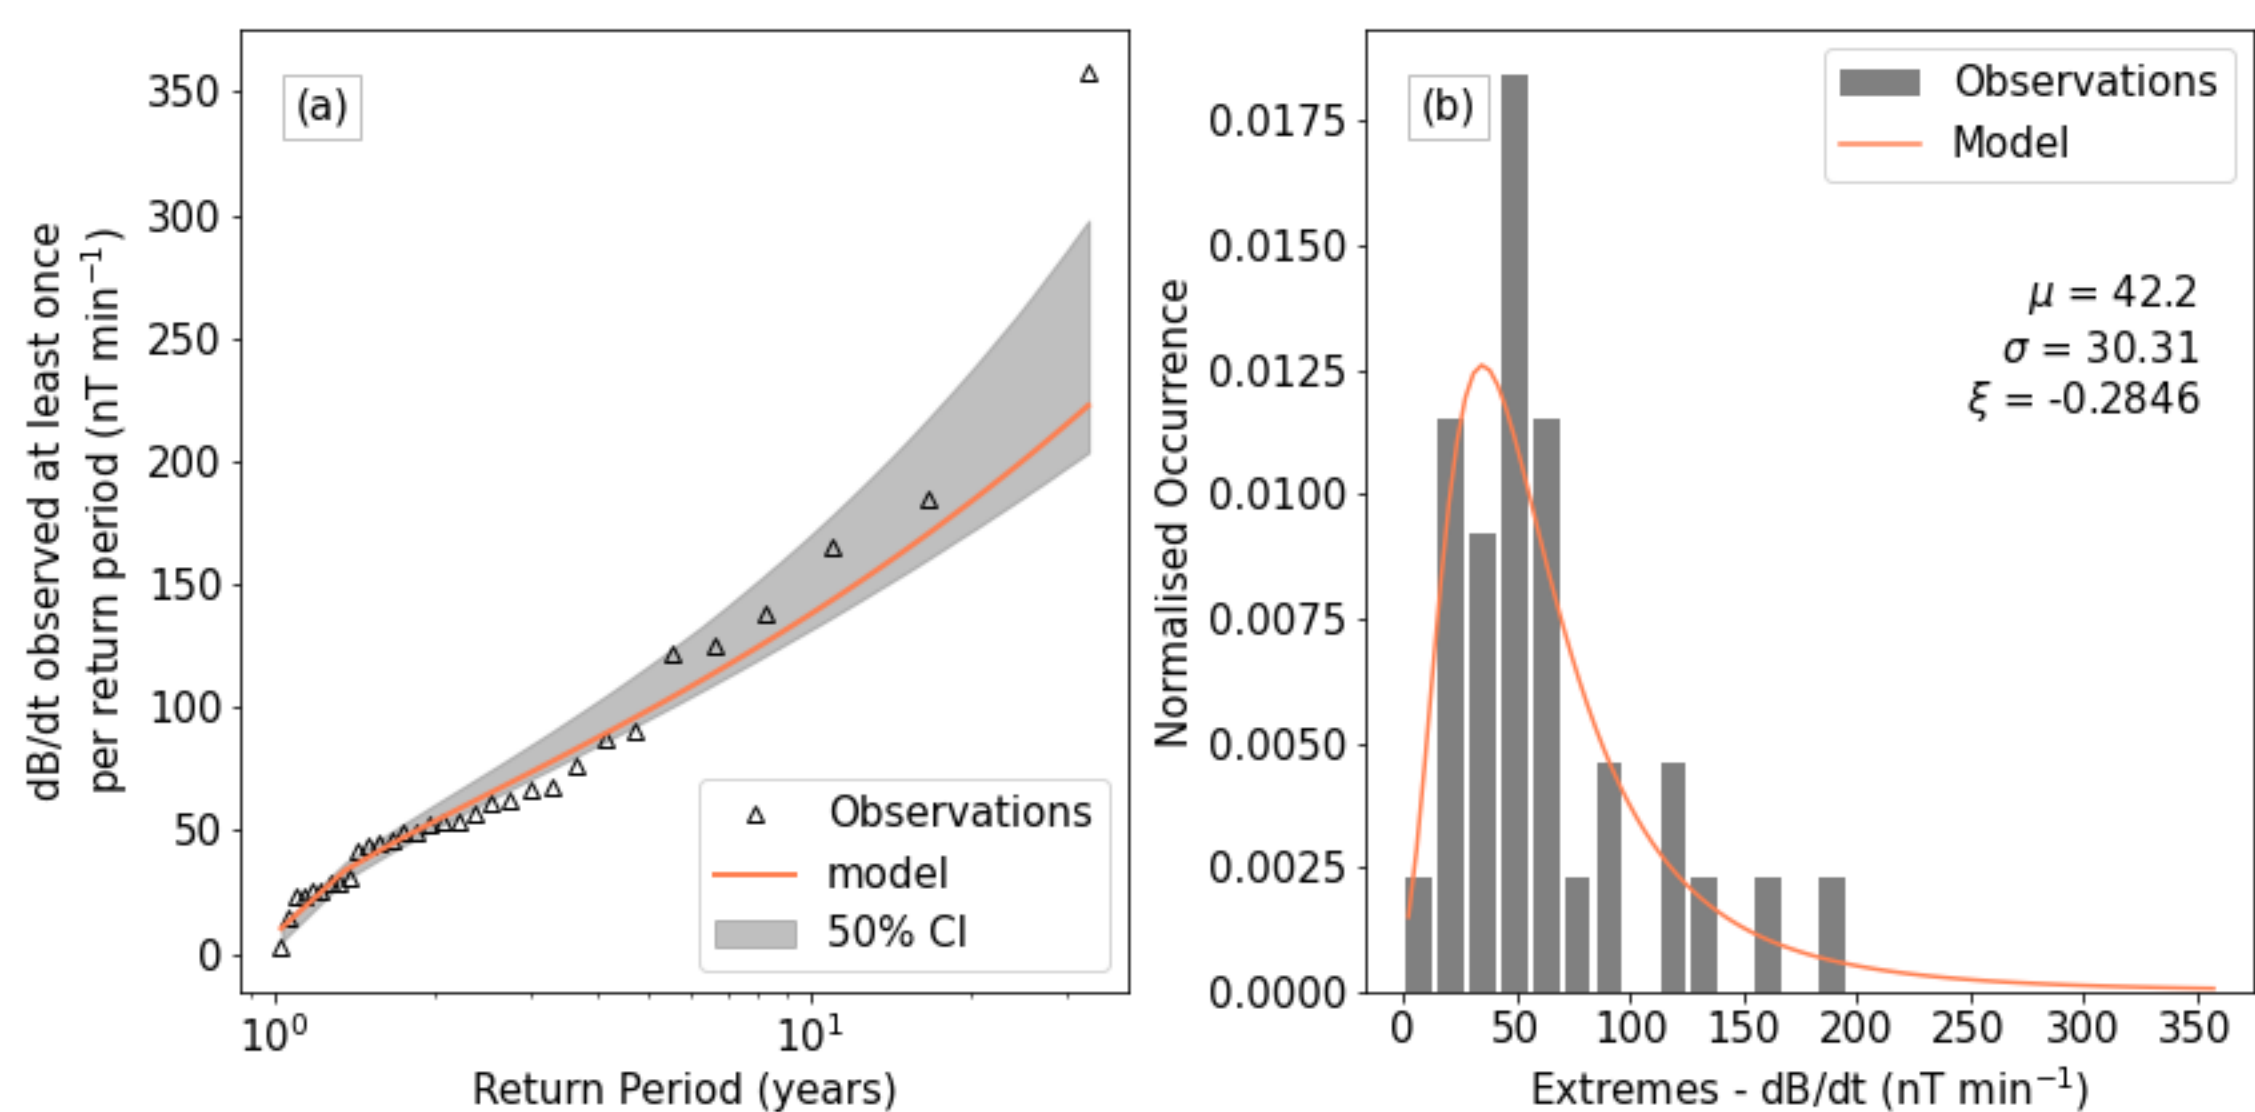 (a)
350
300
250
200
150
100
50
0
dB/dt observed at least once
per return period (nT min⁻¹)
Observations
model
50% CI
10⁰
10¹
Return Period (years)
(b)
Observations
Model
μ = 42.2
σ = 30.31
ξ = -0.2846
0.0175
0.0150
0.0125
0.0100
0.0075
0.0050
0.0025
0.0000
Normalised Occurrence
0 50 100 150 200 250 300 350
Extremes - dB/dt (nT min⁻¹)